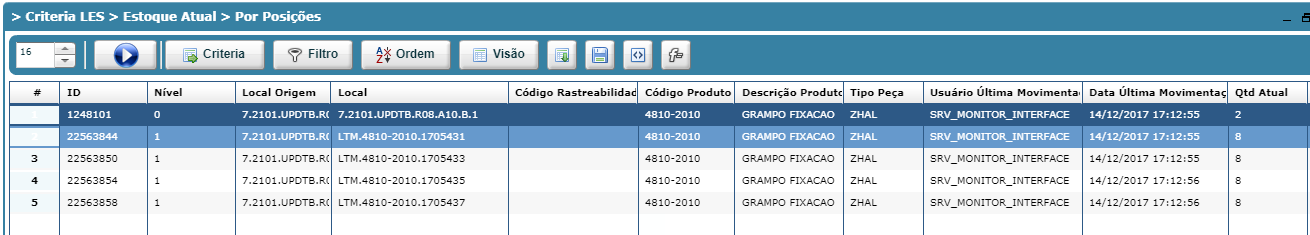 > Criteria LES > Estoque Atual > Por Posições
16 Criteria Filtro Ordem Visão
# ID Nível Local Origem Local Código Rastreabilidad Código Produto Descrição Produto Tipo Peça Usuário Última Movimenta Data Última Movimentaç Qtd Atual
1 1248101 0 7.2101.UPDTB.R0 7.2101.UPDTB.R08.A10.B.1 4810-2010 GRAMPO FIXACAO ZHAL SRV_MONITOR_INTERFACE 14/12/2017 17:12:55 2
2 22563844 1 7.2101.UPDTB.R0 LTM.4810-2010.1705431 4810-2010 GRAMPO FIXACAO ZHAL SRV_MONITOR_INTERFACE 14/12/2017 17:12:55 8
3 22563850 1 7.2101.UPDTB.R0 LTM.4810-2010.1705433 4810-2010 GRAMPO FIXACAO ZHAL SRV_MONITOR_INTERFACE 14/12/2017 17:12:55 8
4 22563854 1 7.2101.UPDTB.R0 LTM.4810-2010.1705435 4810-2010 GRAMPO FIXACAO ZHAL SRV_MONITOR_INTERFACE 14/12/2017 17:12:56 8
5 22563858 1 7.2101.UPDTB.R0 LTM.4810-2010.1705437 4810-2010 GRAMPO FIXACAO ZHAL SRV_MONITOR_INTERFACE 14/12/2017 17:12:56 8